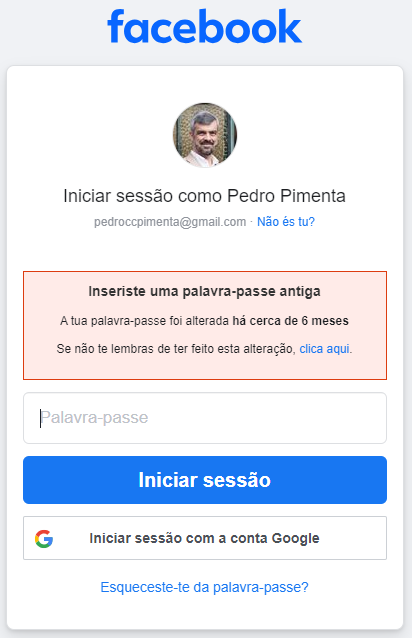 facebook
Iniciar sessão como Pedro Pimenta
pedroccpimenta@gmail.com · Não és tu?
Inseriste uma palavra-passe antiga
A tua palavra-passe foi alterada há cerca de 6 meses
Se não te lembras de ter feito esta alteração, clica aqui.
Palavra-passe
Iniciar sessão
Iniciar sessão com a conta Google
Esqueceste-te da palavra-passe?